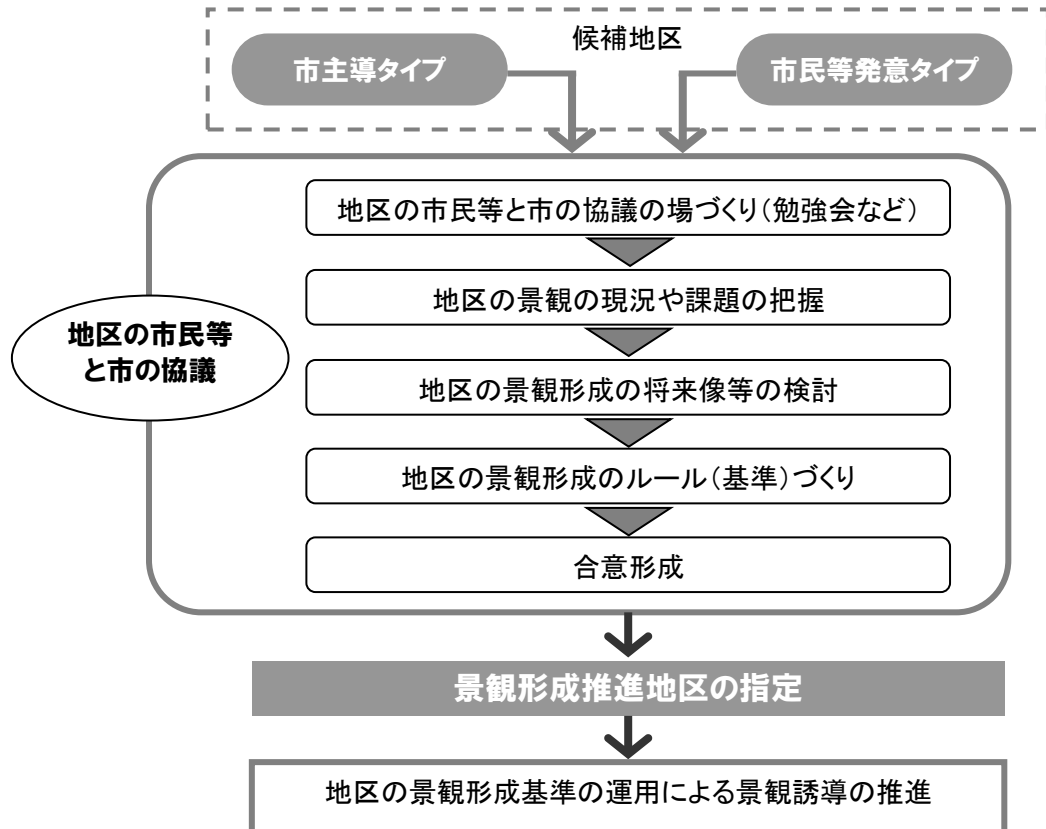 候補地区
市主導タイプ
市民等発意タイプ
地区の市民等と市の協議の場づくり（勉強会など）
地区の景観の現況や課題の把握
地区の市民等
と市の協議
地区の景観形成の将来像等の検討
地区の景観形成のルール（基準）づくり
合意形成
景観形成推進地区の指定
地区の景観形成基準の運用による景観誘導の推進